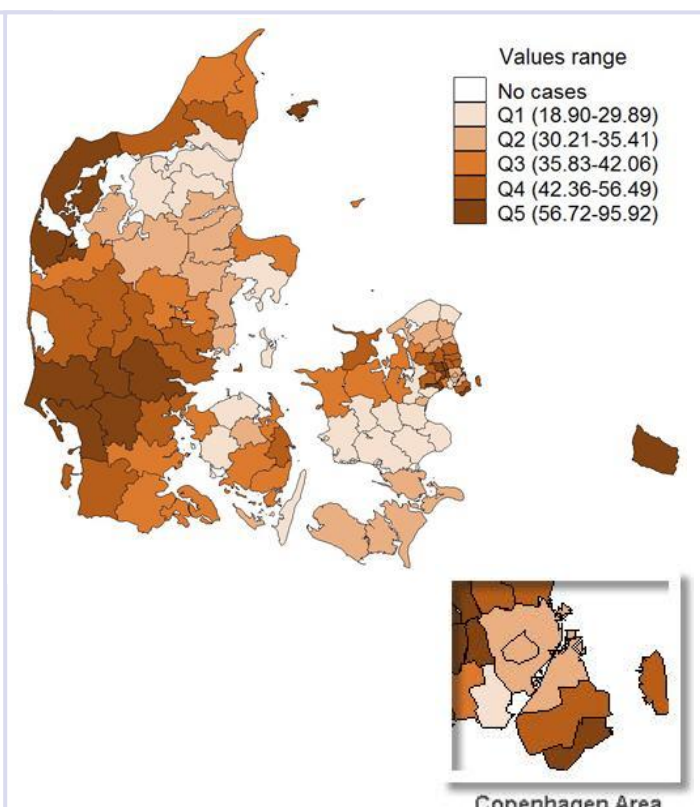 Values range
No cases
Q1 (18.90-29.89)
Q2 (30.21-35.41)
Q3 (35.83-42.06)
Q4 (42.36-56.49)
Q5 (56.72-95.92)
Copenhagen Area